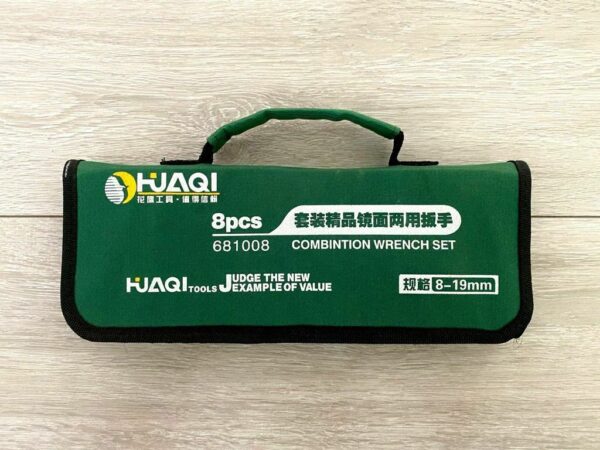 HUAQI
花旗工具·值得信赖
8pcs 套装精品镜面两用扳手
681008 COMBINTION WRENCH SET
HUAQI TOOLS JUDGE THE NEW
EXAMPLE OF VALUE
规格 8-19mm